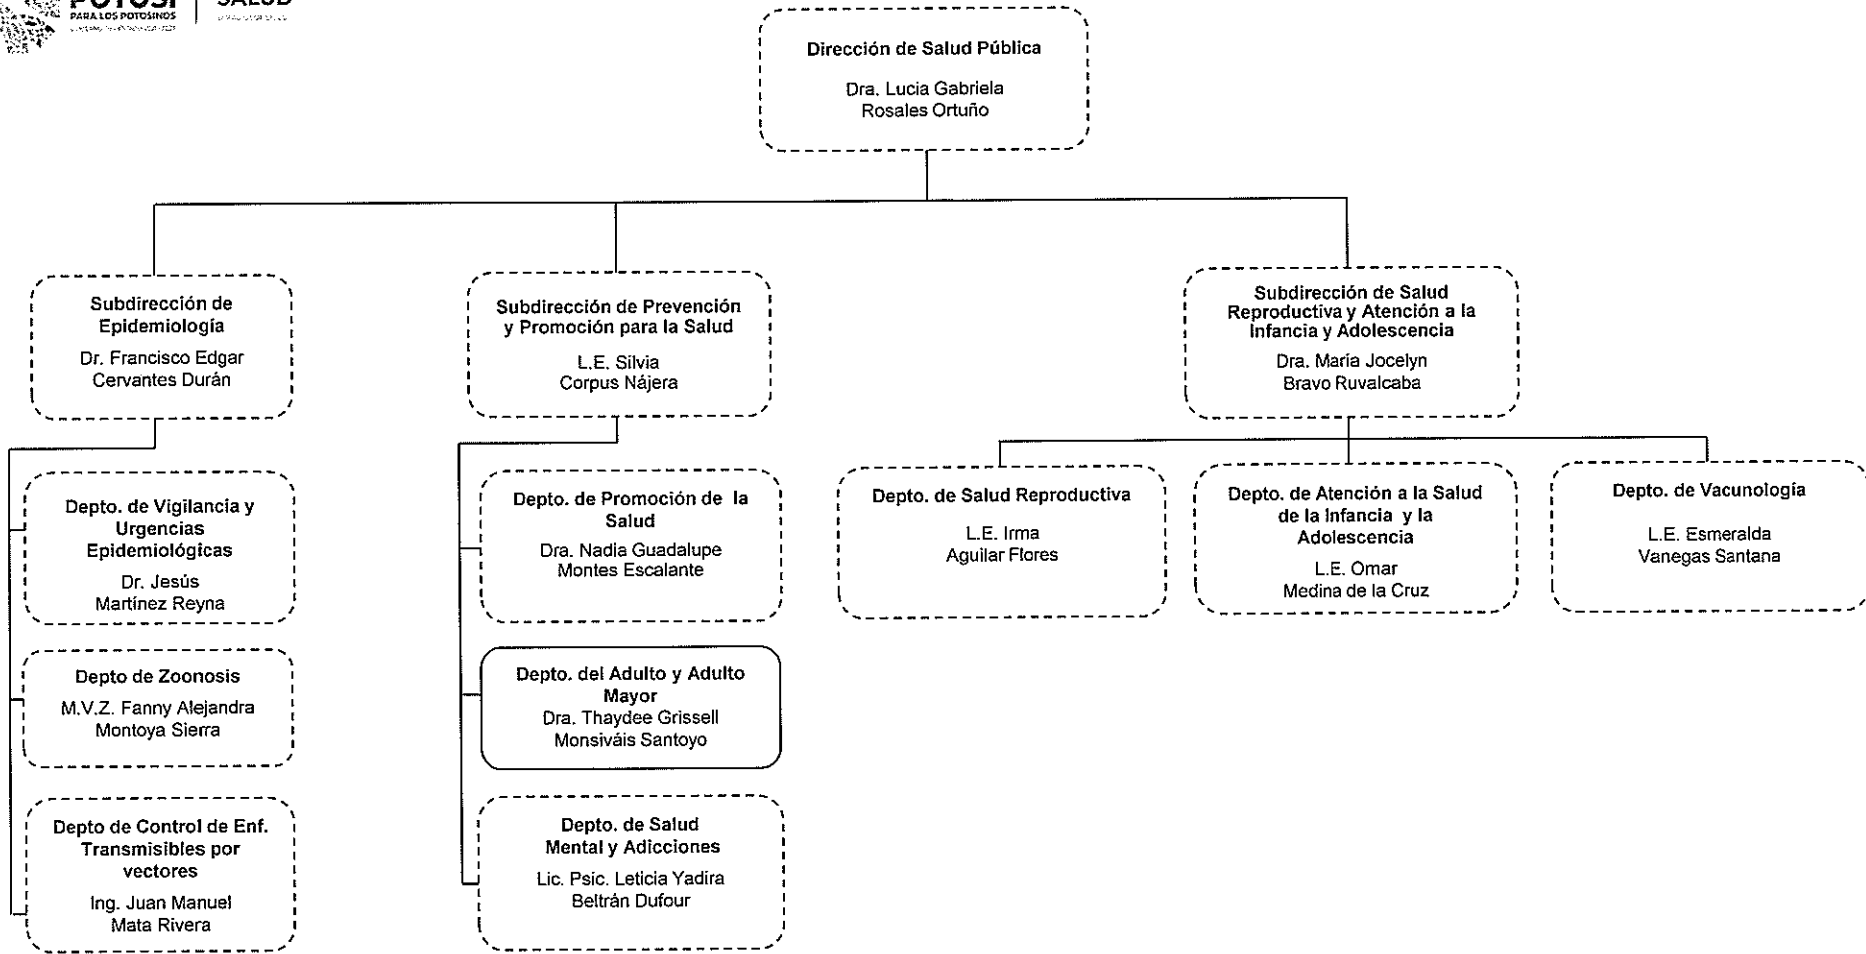 POTOSÍ
PARA LOS POTOSINOS
SALUD
Dirección de Salud Pública
Dra. Lucia Gabriela
Rosales Ortuño
Subdirección de
Epidemiología
Dr. Francisco Edgar
Cervantes Durán
Subdirección de Prevención
y Promoción para la Salud
L.E. Silvia
Corpus Nájera
Subdirección de Salud
Reproductiva y Atención a la
Infancia y Adolescencia
Dra. María Jocelyn
Bravo Ruvalcaba
Depto. de Vigilancia y
Urgencias
Epidemiológicas
Dr. Jesús
Martínez Reyna
Depto de Zoonosis
M.V.Z. Fanny Alejandra
Montoya Sierra
Depto de Control de Enf.
Transmisibles por
vectores
Ing. Juan Manuel
Mata Rivera
Depto. de Promoción de la
Salud
Dra. Nadia Guadalupe
Montes Escalante
Depto. del Adulto y Adulto
Mayor
Dra. Thaydee Grissell
Monsiváis Santoyo
Depto. de Salud
Mental y Adicciones
Lic. Psic. Leticia Yadira
Beltrán Dufour
Depto. de Salud Reproductiva
L.E. Irma
Aguilar Flores
Depto. de Atención a la Salud
de la Infancia y la
Adolescencia
L.E. Omar
Medina de la Cruz
Depto. de Vacunología
L.E. Esmeralda
Vanegas Santana